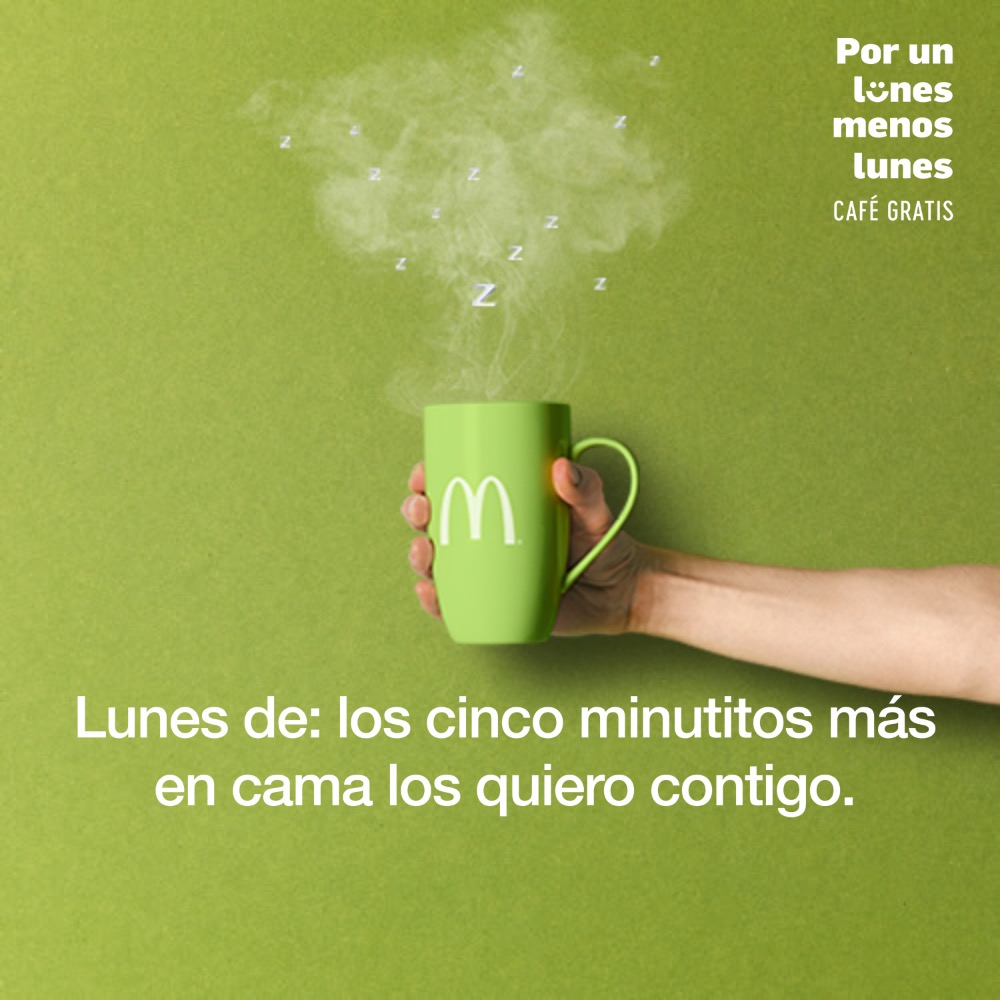 Por un
lunes
menos
lunes
CAFÉ GRATIS
z
z
z
z
z
z
z
z
z
z
z
z
M
Lunes de: los cinco minutitos más
en cama los quiero contigo.